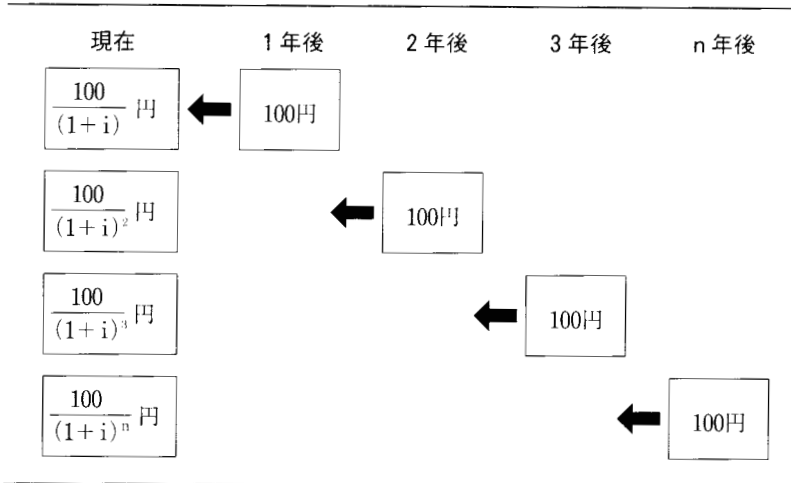 現在 1年後 2年後 3年後 n年後
100/(1+i) 円 100円
100/(1+i)² 円 100円
100/(1+i)³ 円 100円
100/(1+i)ⁿ 円 100円